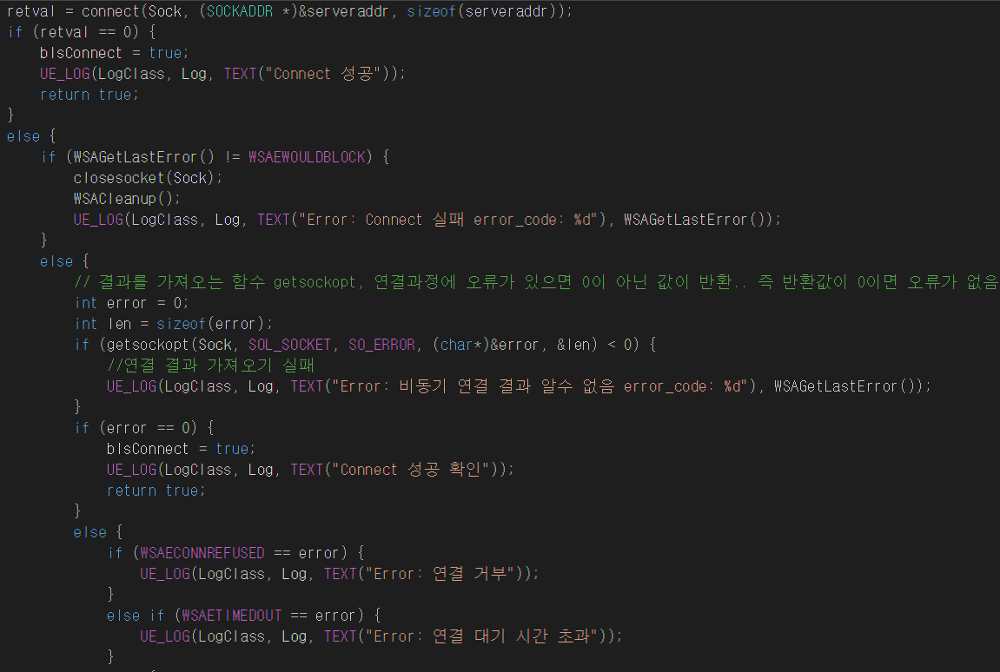 retval = connect(Sock, (SOCKADDR *)&serveraddr, sizeof(serveraddr));
if (retval == 0) {
    bIsConnect = true;
    UE_LOG(LogClass, Log, TEXT("Connect 성공"));
    return true;
}
else {
    if (WSAGetLastError() != WSAEWOULDBLOCK) {
        closesocket(Sock);
        WSACleanup();
        UE_LOG(LogClass, Log, TEXT("Error: Connect 실패 error_code: %d"), WSAGetLastError());
    }
    else {
        // 결과를 가져오는 함수 getsockopt, 연결과정에 오류가 있으면 0이 아닌 값이 반환.. 즉 반환값이 0이면 오류가 없음
        int error = 0;
        int len = sizeof(error);
        if (getsockopt(Sock, SOL_SOCKET, SO_ERROR, (char*)&error, &len) < 0) {
            //연결 결과 가져오기 실패
            UE_LOG(LogClass, Log, TEXT("Error: 비동기 연결 결과 알수 없음 error_code: %d"), WSAGetLastError());
        }
        if (error == 0) {
            bIsConnect = true;
            UE_LOG(LogClass, Log, TEXT("Connect 성공 확인"));
            return true;
        }
        else {
            if (WSAECONNREFUSED == error) {
                UE_LOG(LogClass, Log, TEXT("Error: 연결 거부"));
            }
            else if (WSAETIMEDOUT == error) {
                UE_LOG(LogClass, Log, TEXT("Error: 연결 대기 시간 초과"));
            }